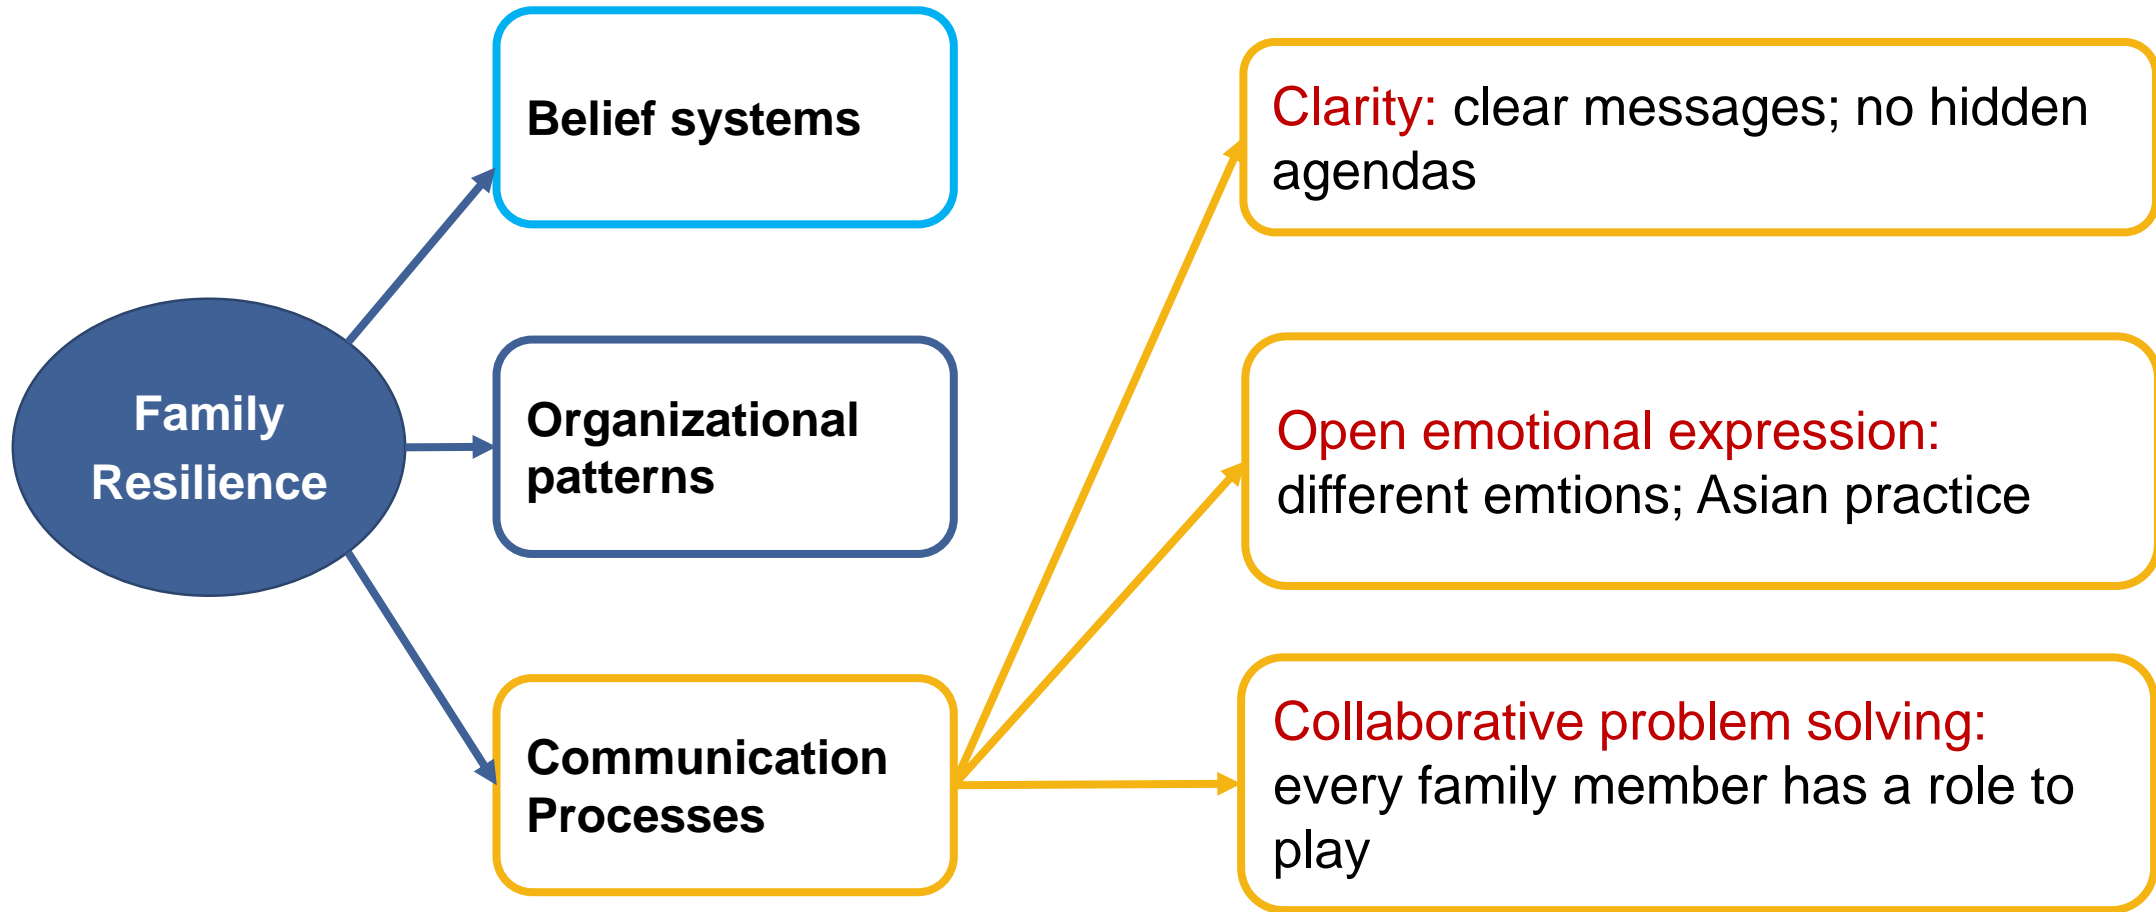 Family
Resilience
Belief systems
Organizational
patterns
Communication
Processes
Clarity: clear messages; no hidden
agendas
Open emotional expression:
different emtions; Asian practice
Collaborative problem solving:
every family member has a role to
play